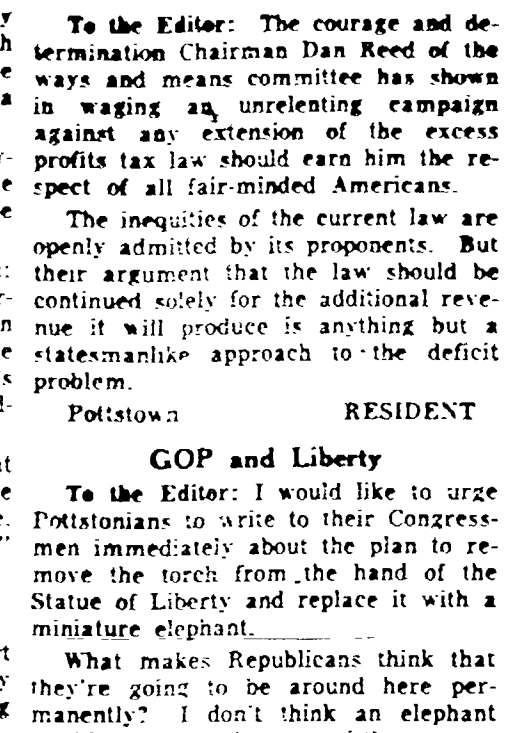 To the Editor: The courage and de-
termination Chairman Dan Reed of the
ways and means committee has shown
in waging an unrelenting campaign
against any extension of the excess
profits tax law should earn him the re-
spect of all fair-minded Americans.
The inequities of the current law are
openly admitted by its proponents. But
their argument that the law should be
continued solely for the additional reve-
nue it will produce is anything but a
statesmanlike approach to the deficit
problem.
Pottstown RESIDENT
GOP and Liberty
To the Editor: I would like to urge
Pottstonians to write to their Congress-
men immediately about the plan to re-
move the torch from the hand of the
Statue of Liberty and replace it with a
miniature elephant.
What makes Republicans think that
they're going to be around here per-
manently? I don't think an elephant